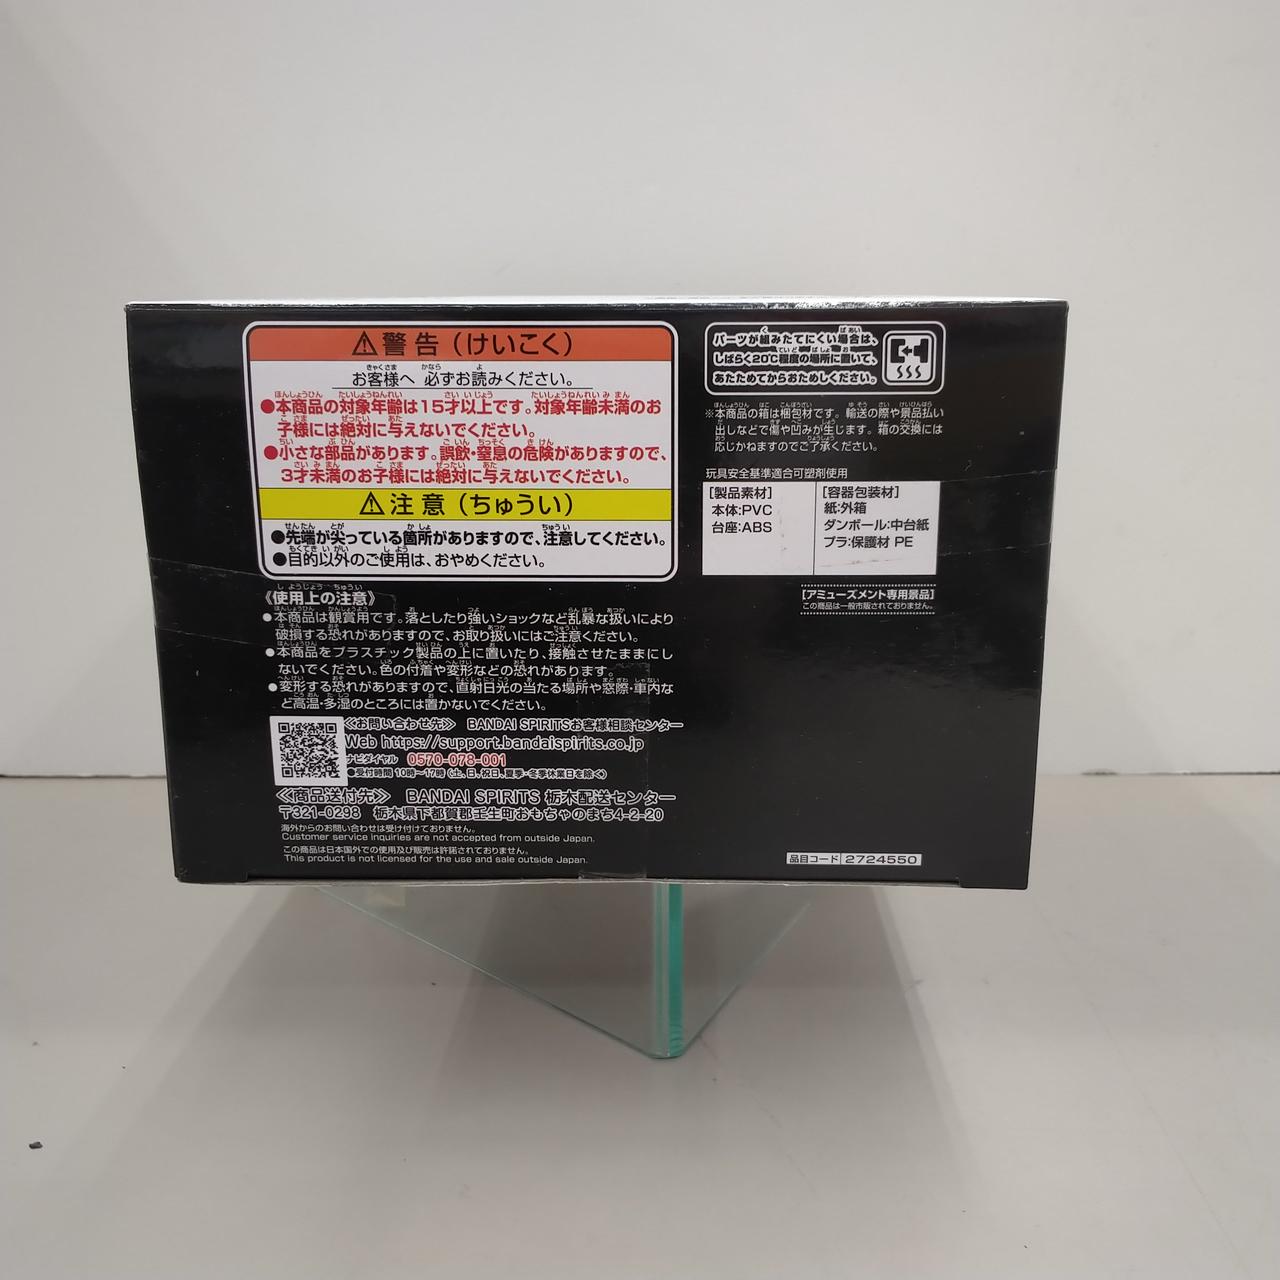 ⚠警告(けいこく)
お客様へ 必ずお読みください。
●本商品の対象年齢は15才以上です。対象年齢未満のお
子様には絶対に与えないでください。
●小さな部品があります。誤飲・窒息の危険がありますので、
3才未満のお子様には絶対に与えないでください。
⚠注意(ちゅうい)
●先端が尖っている箇所がありますので、注意してください。
●目的以外のご使用は、おやめください。
《使用上の注意》
●本商品は観賞用です。落としたり強いショックなど乱暴な扱いにより
破損する恐れがありますので、お取り扱いにはご注意ください。
●本商品をプラスチック製品の上に置いたり、接触させたままにし
ないでください。色の付着や変形などの恐れがあります。
●変形する恐れがありますので、直射日光の当たる場所や窓際・車内な
ど高温・多湿のところには置かないでください。
≪お問い合わせ先≫ BANDAI SPIRITSお客様相談センター
Web https://support.bandaispirits.co.jp
ナビダイヤル 0570-078-001
●受付時間 10時〜17時(土、日、祝日、夏季・冬季休業日を除く)
≪商品送付先≫ BANDAI SPIRITS 栃木配送センター
〒321-0298 栃木県下都賀郡壬生町おもちゃのまち4-2-20
海外からのお問い合わせは受け付けておりません。
Customer service inquiries are not accepted from outside Japan.
この商品は日本国外での使用及び販売は許諾されておりません。
This product is not licensed for the use and sale outside Japan.
パーツが組みたてにくい場合は、
しばらく20℃程度の場所に置いて、
あたためてからおためしください。
※本商品の箱は梱包材です。輸送の際や景品払い
出しなどで傷や凹みが生じます。箱の交換には
応じかねますのでご了承ください。
玩具安全基準適合可塑剤使用
[製品素材]
本体:PVC
台座:ABS
[容器包装材]
紙:外箱
ダンボール:中台紙
プラ:保護材 PE
[アミューズメント専用景品]
この商品は一般市販されておりません。
品目コード 2724550